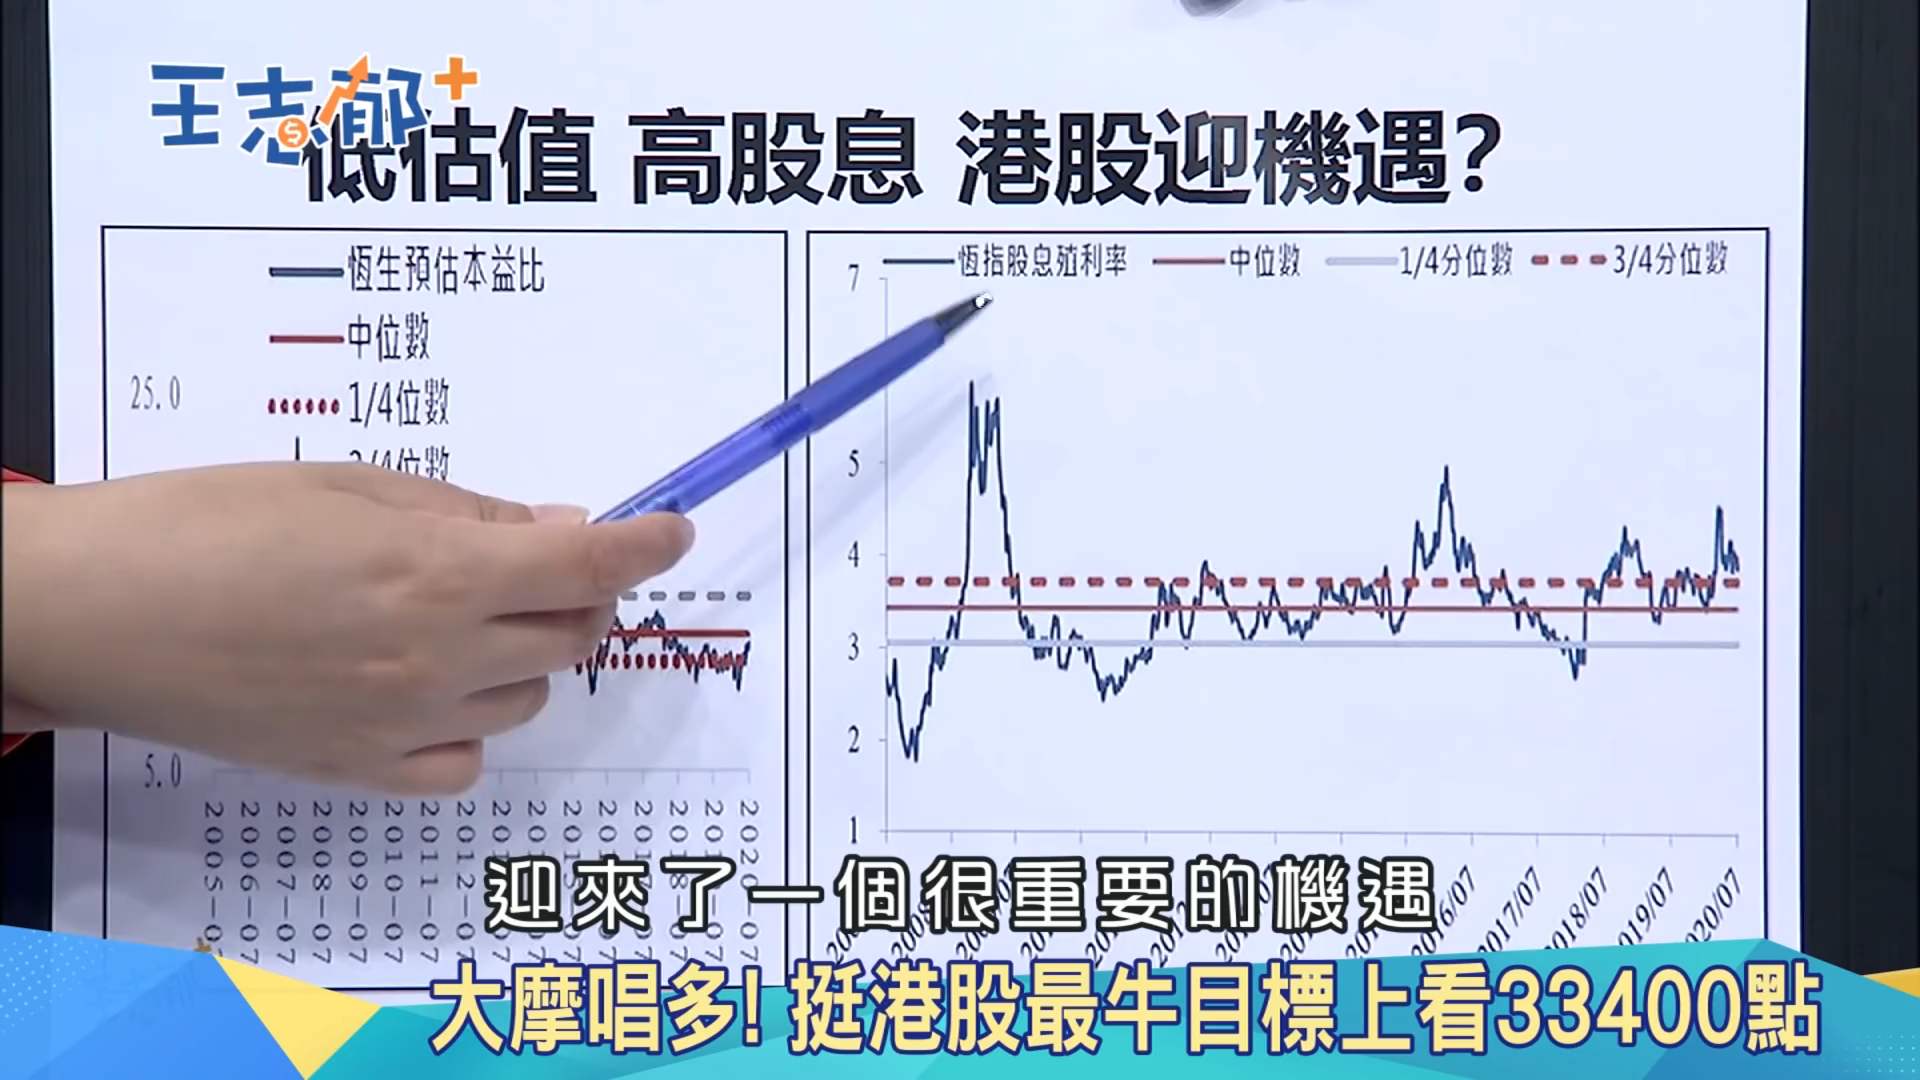 王志郁+
低估值 高股息 港股迎機遇?
恆生預估本益比
中位數
1/4位數
3/4位數
25.0
5.0
2005-07
2006-07
2007-07
2008-07
2009-07
2010-07
2011-07
2012-07
2020-07
恆指股息殖利率
中位數
1/4分位數
3/4分位數
7
5
4
3
2
1
2016/07
2017/07
2018/07
2019/07
2020/07
迎來了一個很重要的機遇
大摩唱多!挺港股最牛目標上看33400點